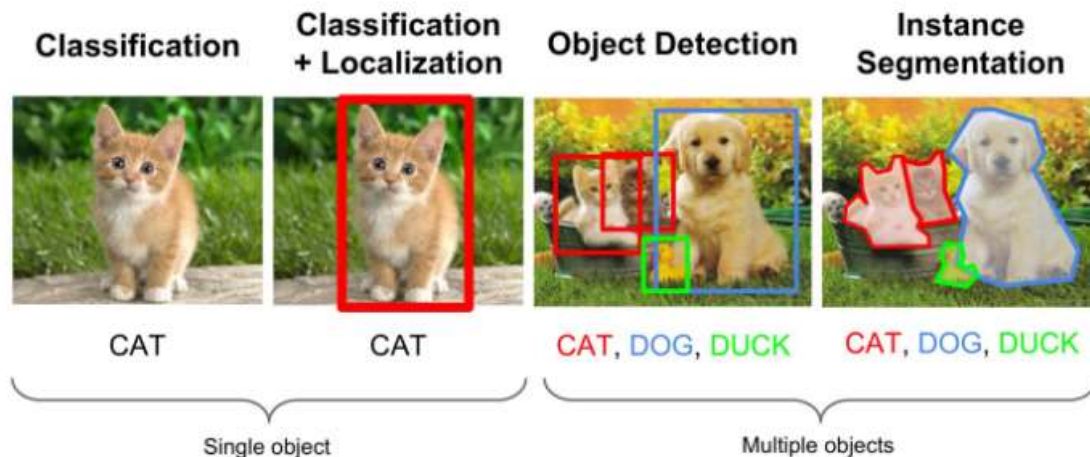 Classification
Classification
+ Localization
Object Detection
Instance
Segmentation
CAT
CAT
CAT, DOG, DUCK
CAT, DOG, DUCK
Single object
Multiple objects